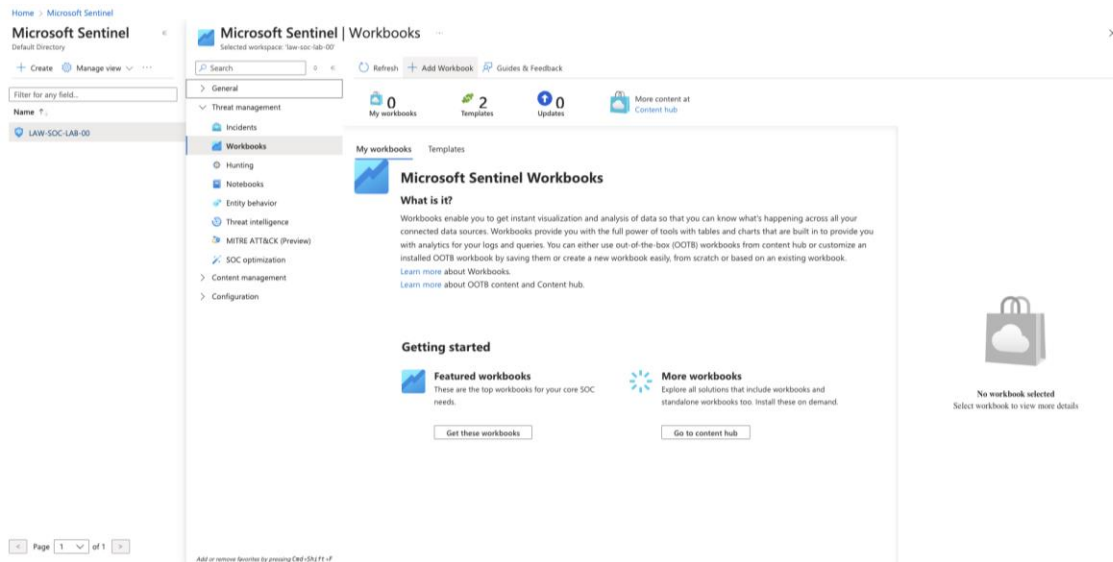 Home > Microsoft Sentinel
Microsoft Sentinel
Default Directory
+ Create Manage view ...
Filter for any field...
Name ↑↓
LAW-SOC-LAB-00
< Page 1 of 1 >
Microsoft Sentinel | Workbooks ...
Selected workspace: 'law-soc-lab-00'
Search
General
Threat management
Incidents
Workbooks
Hunting
Notebooks
Entity behavior
Threat intelligence
MITRE ATT&CK (Preview)
SOC optimization
Content management
Configuration
Add or remove favorites by pressing Cmd+Shift+F
Refresh + Add Workbook Guides & Feedback
0 My workbooks
2 Templates
0 Updates
More content at
Content hub
My workbooks Templates
Microsoft Sentinel Workbooks
What is it?
Workbooks enable you to get instant visualization and analysis of data so that you can know what's happening across all your
connected data sources. Workbooks provide you with the full power of tools with tables and charts that are built in to provide you
with analytics for your logs and queries. You can either use out-of-the-box (OOTB) workbooks from content hub or customize an
installed OOTB workbook by saving them or create a new workbook easily, from scratch or based on an existing workbook.
Learn more about Workbooks.
Learn more about OOTB content and Content hub.
Getting started
Featured workbooks
These are the top workbooks for your core SOC
needs.
Get these workbooks
More workbooks
Explore all solutions that include workbooks and
standalone workbooks too. Install these on demand.
Go to content hub
No workbook selected
Select workbook to view more details